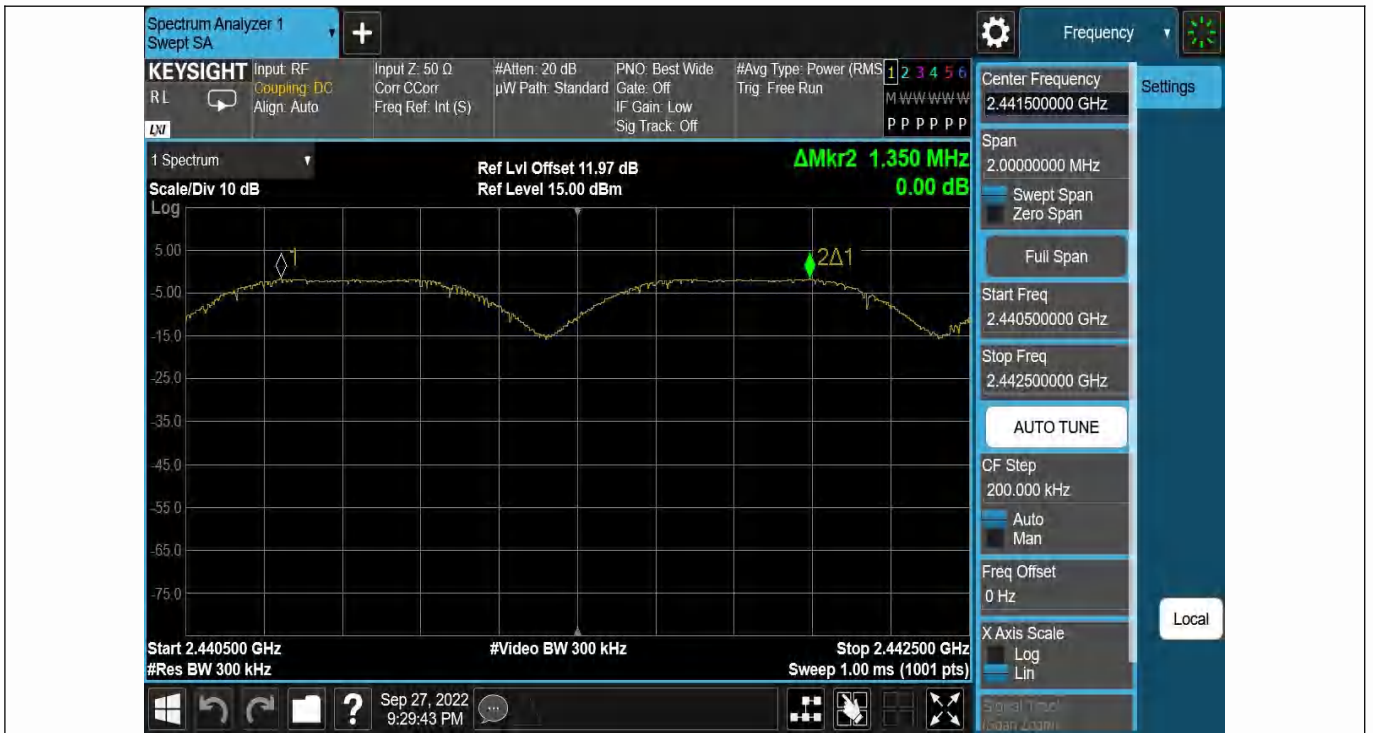 Spectrum Analyzer 1
Swept SA
+
Frequency
KEYSIGHT
RL
LXI
Input: RF
Coupling: DC
Align: Auto
Input Z: 50 Ω
Corr CCorr
Freq Ref: Int (S)
#Atten: 20 dB
µW Path: Standard
PNO: Best Wide
Gate: Off
IF Gain: Low
Sig Track: Off
#Avg Type: Power (RMS
Trig: Free Run
1 2 3 4 5 6
M W W W W W
P P P P P P
1 Spectrum
Scale/Div 10 dB
Log
Ref Lvl Offset 11.97 dB
Ref Level 15.00 dBm
ΔMkr2 1.350 MHz
0.00 dB
1
2Δ1
5.00
-5.00
-15.0
-25.0
-35.0
-45.0
-55.0
-65.0
-75.0
Start 2.440500 GHz
#Res BW 300 kHz
#Video BW 300 kHz
Stop 2.442500 GHz
Sweep 1.00 ms (1001 pts)
Center Frequency
2.441500000 GHz
Settings
Span
2.00000000 MHz
Swept Span
Zero Span
Full Span
Start Freq
2.440500000 GHz
Stop Freq
2.442500000 GHz
AUTO TUNE
CF Step
200.000 kHz
Auto
Man
Freq Offset
0 Hz
X Axis Scale
Log
Lin
Signal Track
(Span Zoom)
Local
?
Sep 27, 2022
9:29:43 PM